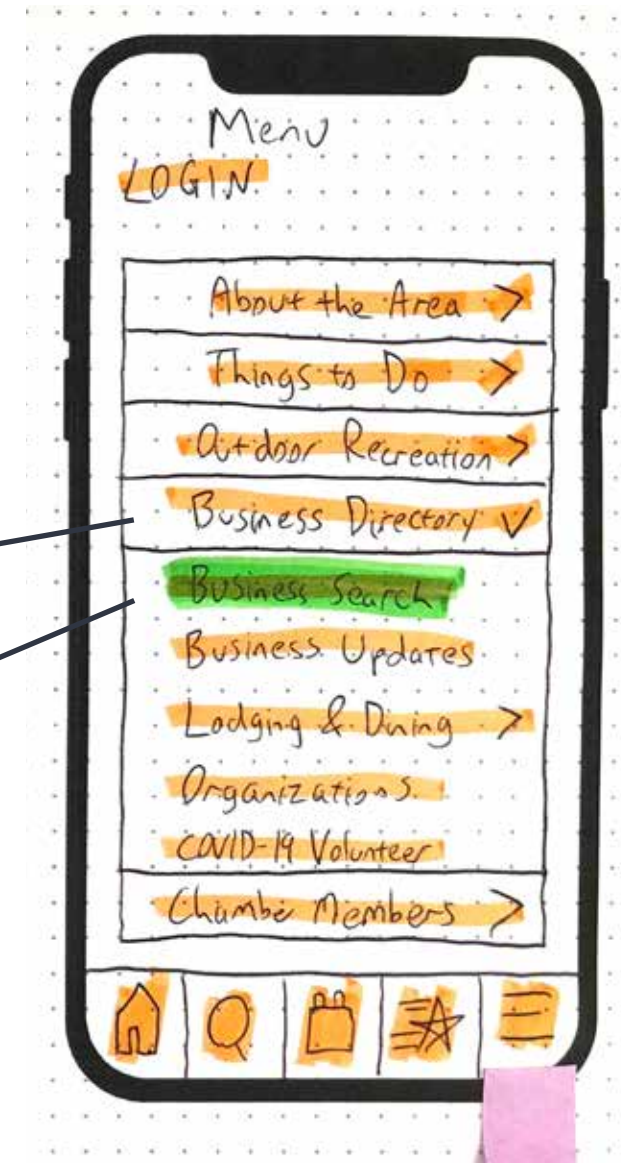 Menu
LOGIN
About the Area >
Things to Do >
Outdoor Recreation >
Business Directory ∨
Business Search
Business Updates
Lodging & Dining >
Organizations
COVID-19 Volunteer
Chambe Members >